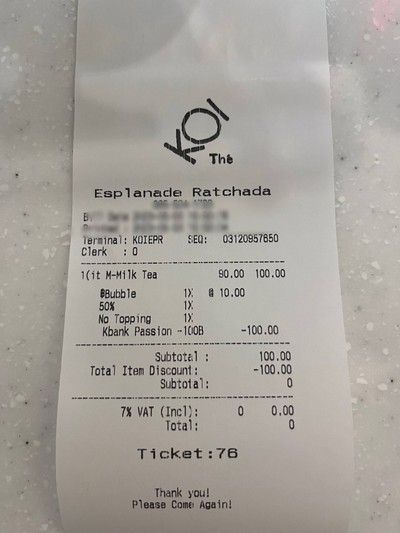 KOI
Thé
Esplanade Ratchada
Terminal: KOIEPR SEQ: 03120957650
Clerk : 0
1(it M-Milk Tea 90.00 100.00
#Bubble 1X @ 10.00
50% 1X
No Topping 1X
Kbank Passion -100B -100.00
Subtotal : 100.00
Total Item Discount: -100.00
Subtotal: 0
7% VAT (Incl): 0 0.00
Total: 0
Ticket:76
Thank you!
Please Come Again!